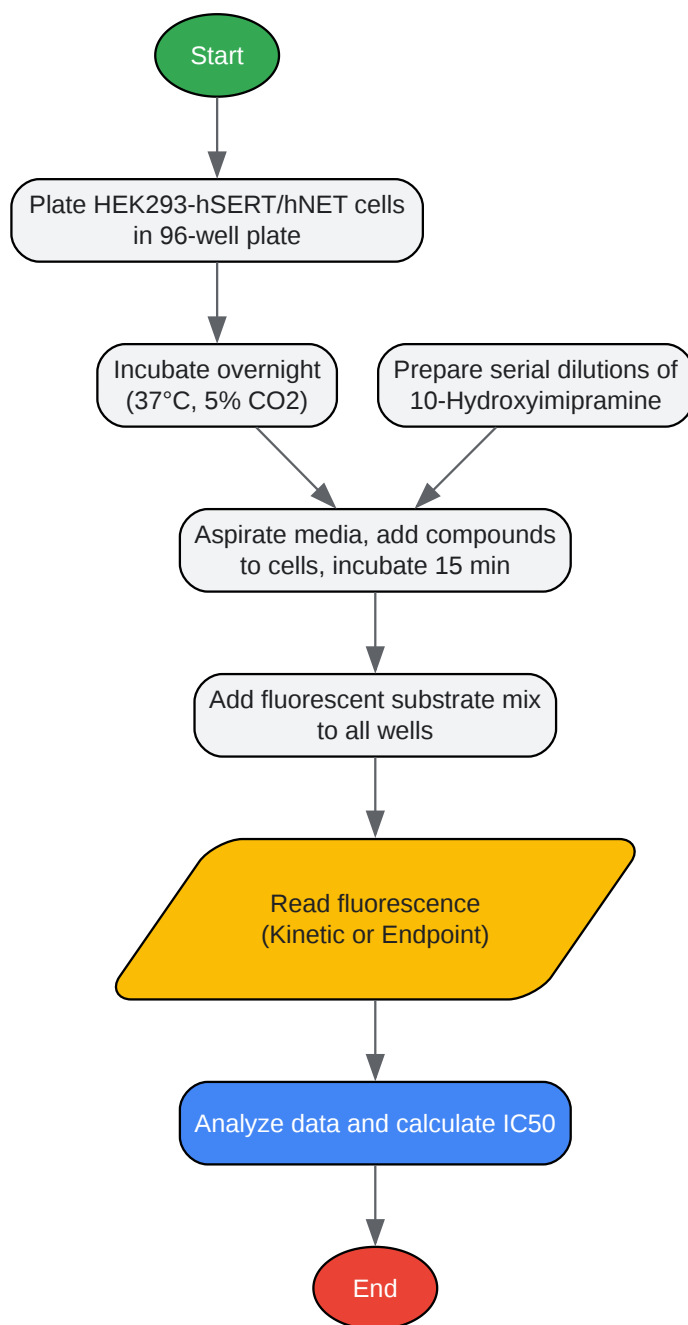 Start
Plate HEK293-hSERT/hNET cells
in 96-well plate
Incubate overnight
(37°C, 5% CO2)
Prepare serial dilutions of
10-Hydroxyimipramine
Aspirate media, add compounds
to cells, incubate 15 min
Add fluorescent substrate mix
to all wells
Read fluorescence
(Kinetic or Endpoint)
Analyze data and calculate IC50
End